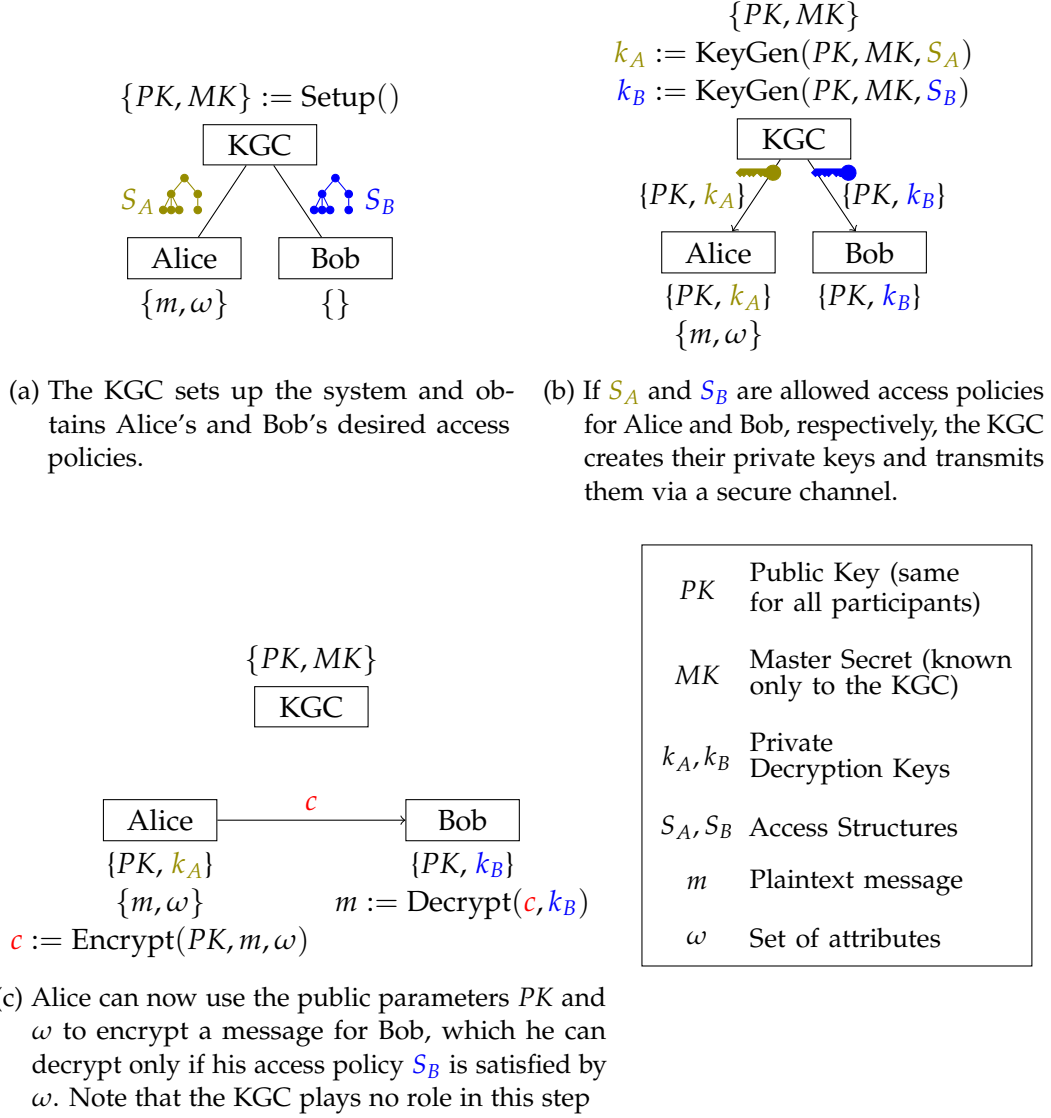 {PK, MK} := Setup()
KGC
S_A
S_B
Alice
Bob
{m, ω}
{}
(a) The KGC sets up the system and ob-
tains Alice's and Bob's desired access
policies.
{PK, MK}
k_A := KeyGen(PK, MK, S_A)
k_B := KeyGen(PK, MK, S_B)
KGC
{PK, k_A}
{PK, k_B}
Alice
Bob
{PK, k_A}
{PK, k_B}
{m, ω}
(b) If S_A and S_B are allowed access policies
for Alice and Bob, respectively, the KGC
creates their private keys and transmits
them via a secure channel.
{PK, MK}
KGC
c
Alice
Bob
{PK, k_A}
{PK, k_B}
{m, ω}
m := Decrypt(c, k_B)
c := Encrypt(PK, m, ω)
c) Alice can now use the public parameters PK and
ω to encrypt a message for Bob, which he can
decrypt only if his access policy S_B is satisfied by
ω. Note that the KGC plays no role in this step
PK Public Key (same
for all participants)
MK Master Secret (known
only to the KGC)
k_A, k_B Private
Decryption Keys
S_A, S_B Access Structures
m Plaintext message
ω Set of attributes